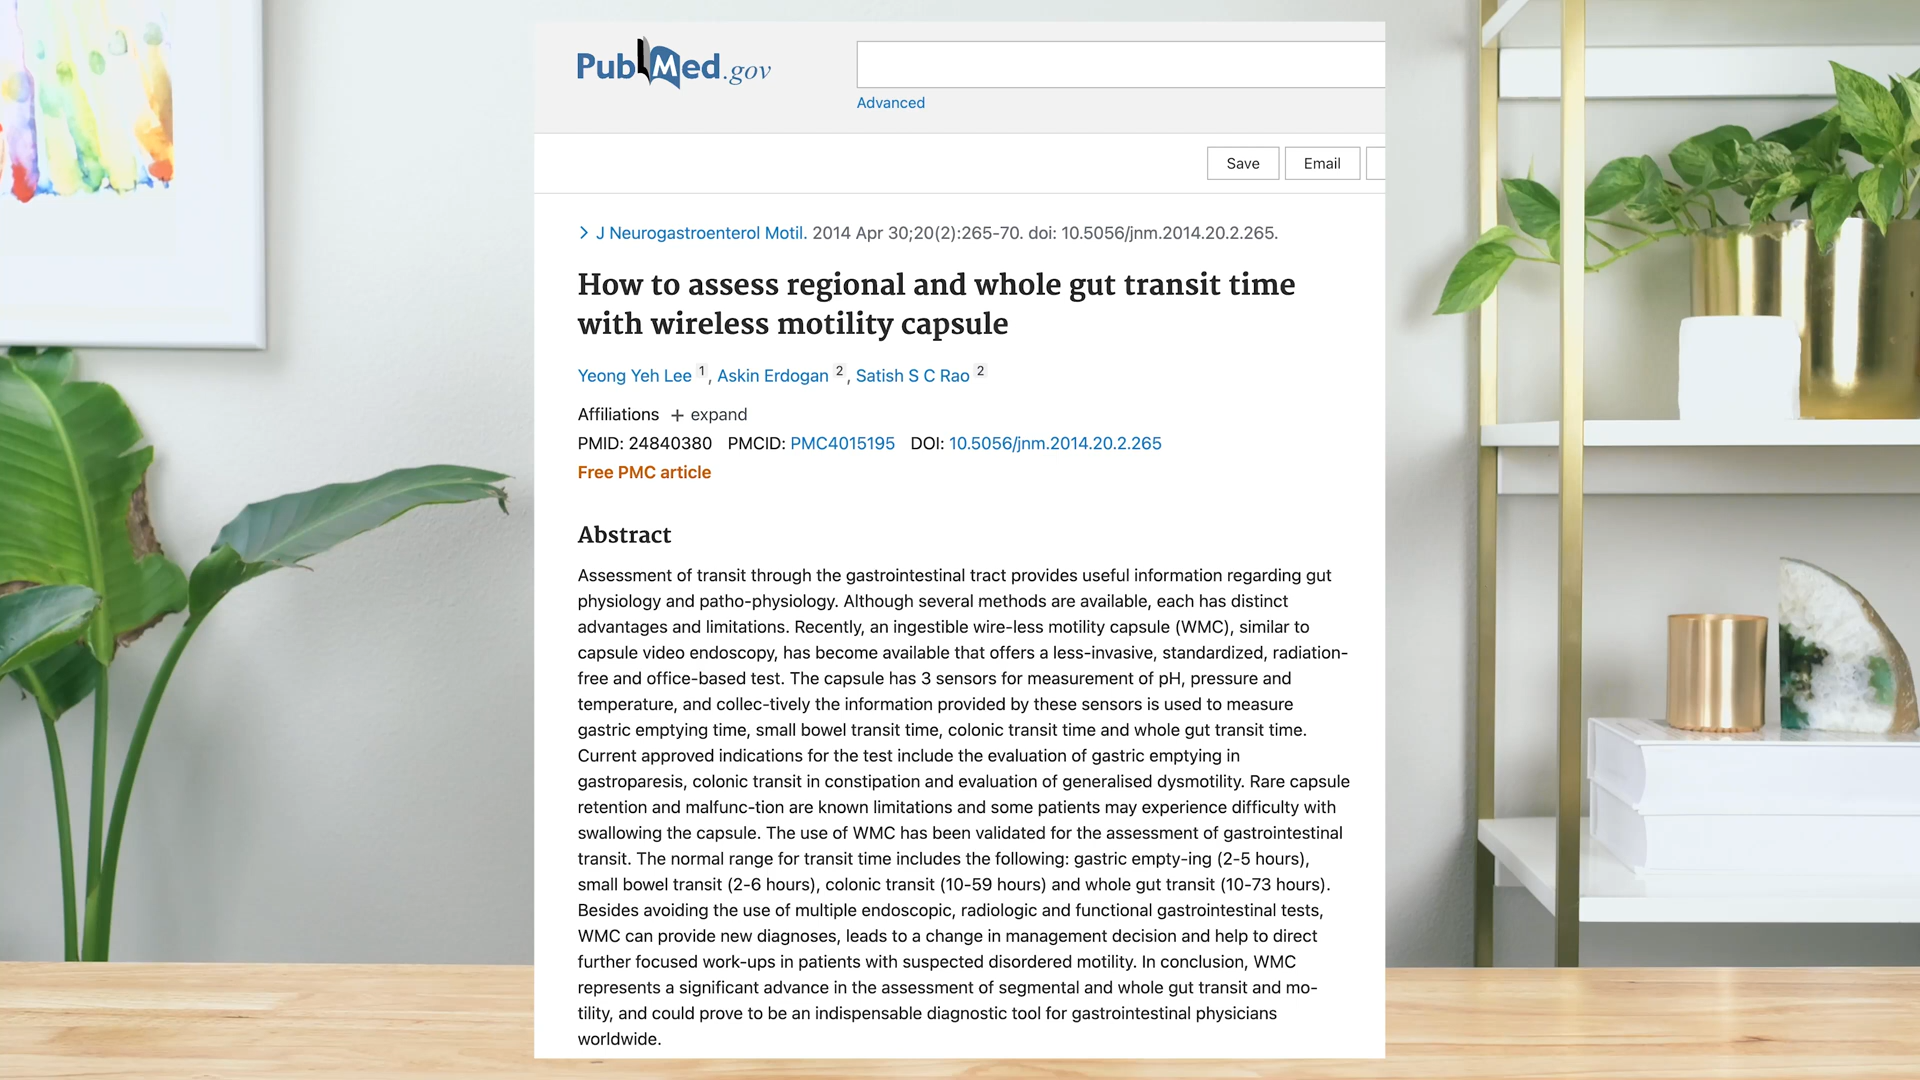 PubMed.gov
Advanced
Save
Email
J Neurogastroenterol Motil. 2014 Apr 30;20(2):265-70. doi: 10.5056/jnm.2014.20.2.265.
How to assess regional and whole gut transit time
with wireless motility capsule
Yeong Yeh Lee 1, Askin Erdogan 2, Satish S C Rao 2
Affiliations + expand
PMID: 24840380 PMCID: PMC4015195 DOI: 10.5056/jnm.2014.20.2.265
Free PMC article
Abstract
Assessment of transit through the gastrointestinal tract provides useful information regarding gut
physiology and patho-physiology. Although several methods are available, each has distinct
advantages and limitations. Recently, an ingestible wire-less motility capsule (WMC), similar to
capsule video endoscopy, has become available that offers a less-invasive, standardized, radiation-
free and office-based test. The capsule has 3 sensors for measurement of pH, pressure and
temperature, and collec-tively the information provided by these sensors is used to measure
gastric emptying time, small bowel transit time, colonic transit time and whole gut transit time.
Current approved indications for the test include the evaluation of gastric emptying in
gastroparesis, colonic transit in constipation and evaluation of generalised dysmotility. Rare capsule
retention and malfunc-tion are known limitations and some patients may experience difficulty with
swallowing the capsule. The use of WMC has been validated for the assessment of gastrointestinal
transit. The normal range for transit time includes the following: gastric empty-ing (2-5 hours),
small bowel transit (2-6 hours), colonic transit (10-59 hours) and whole gut transit (10-73 hours).
Besides avoiding the use of multiple endoscopic, radiologic and functional gastrointestinal tests,
WMC can provide new diagnoses, leads to a change in management decision and help to direct
further focused work-ups in patients with suspected disordered motility. In conclusion, WMC
represents a significant advance in the assessment of segmental and whole gut transit and mo-
tility, and could prove to be an indispensable diagnostic tool for gastrointestinal physicians
worldwide.